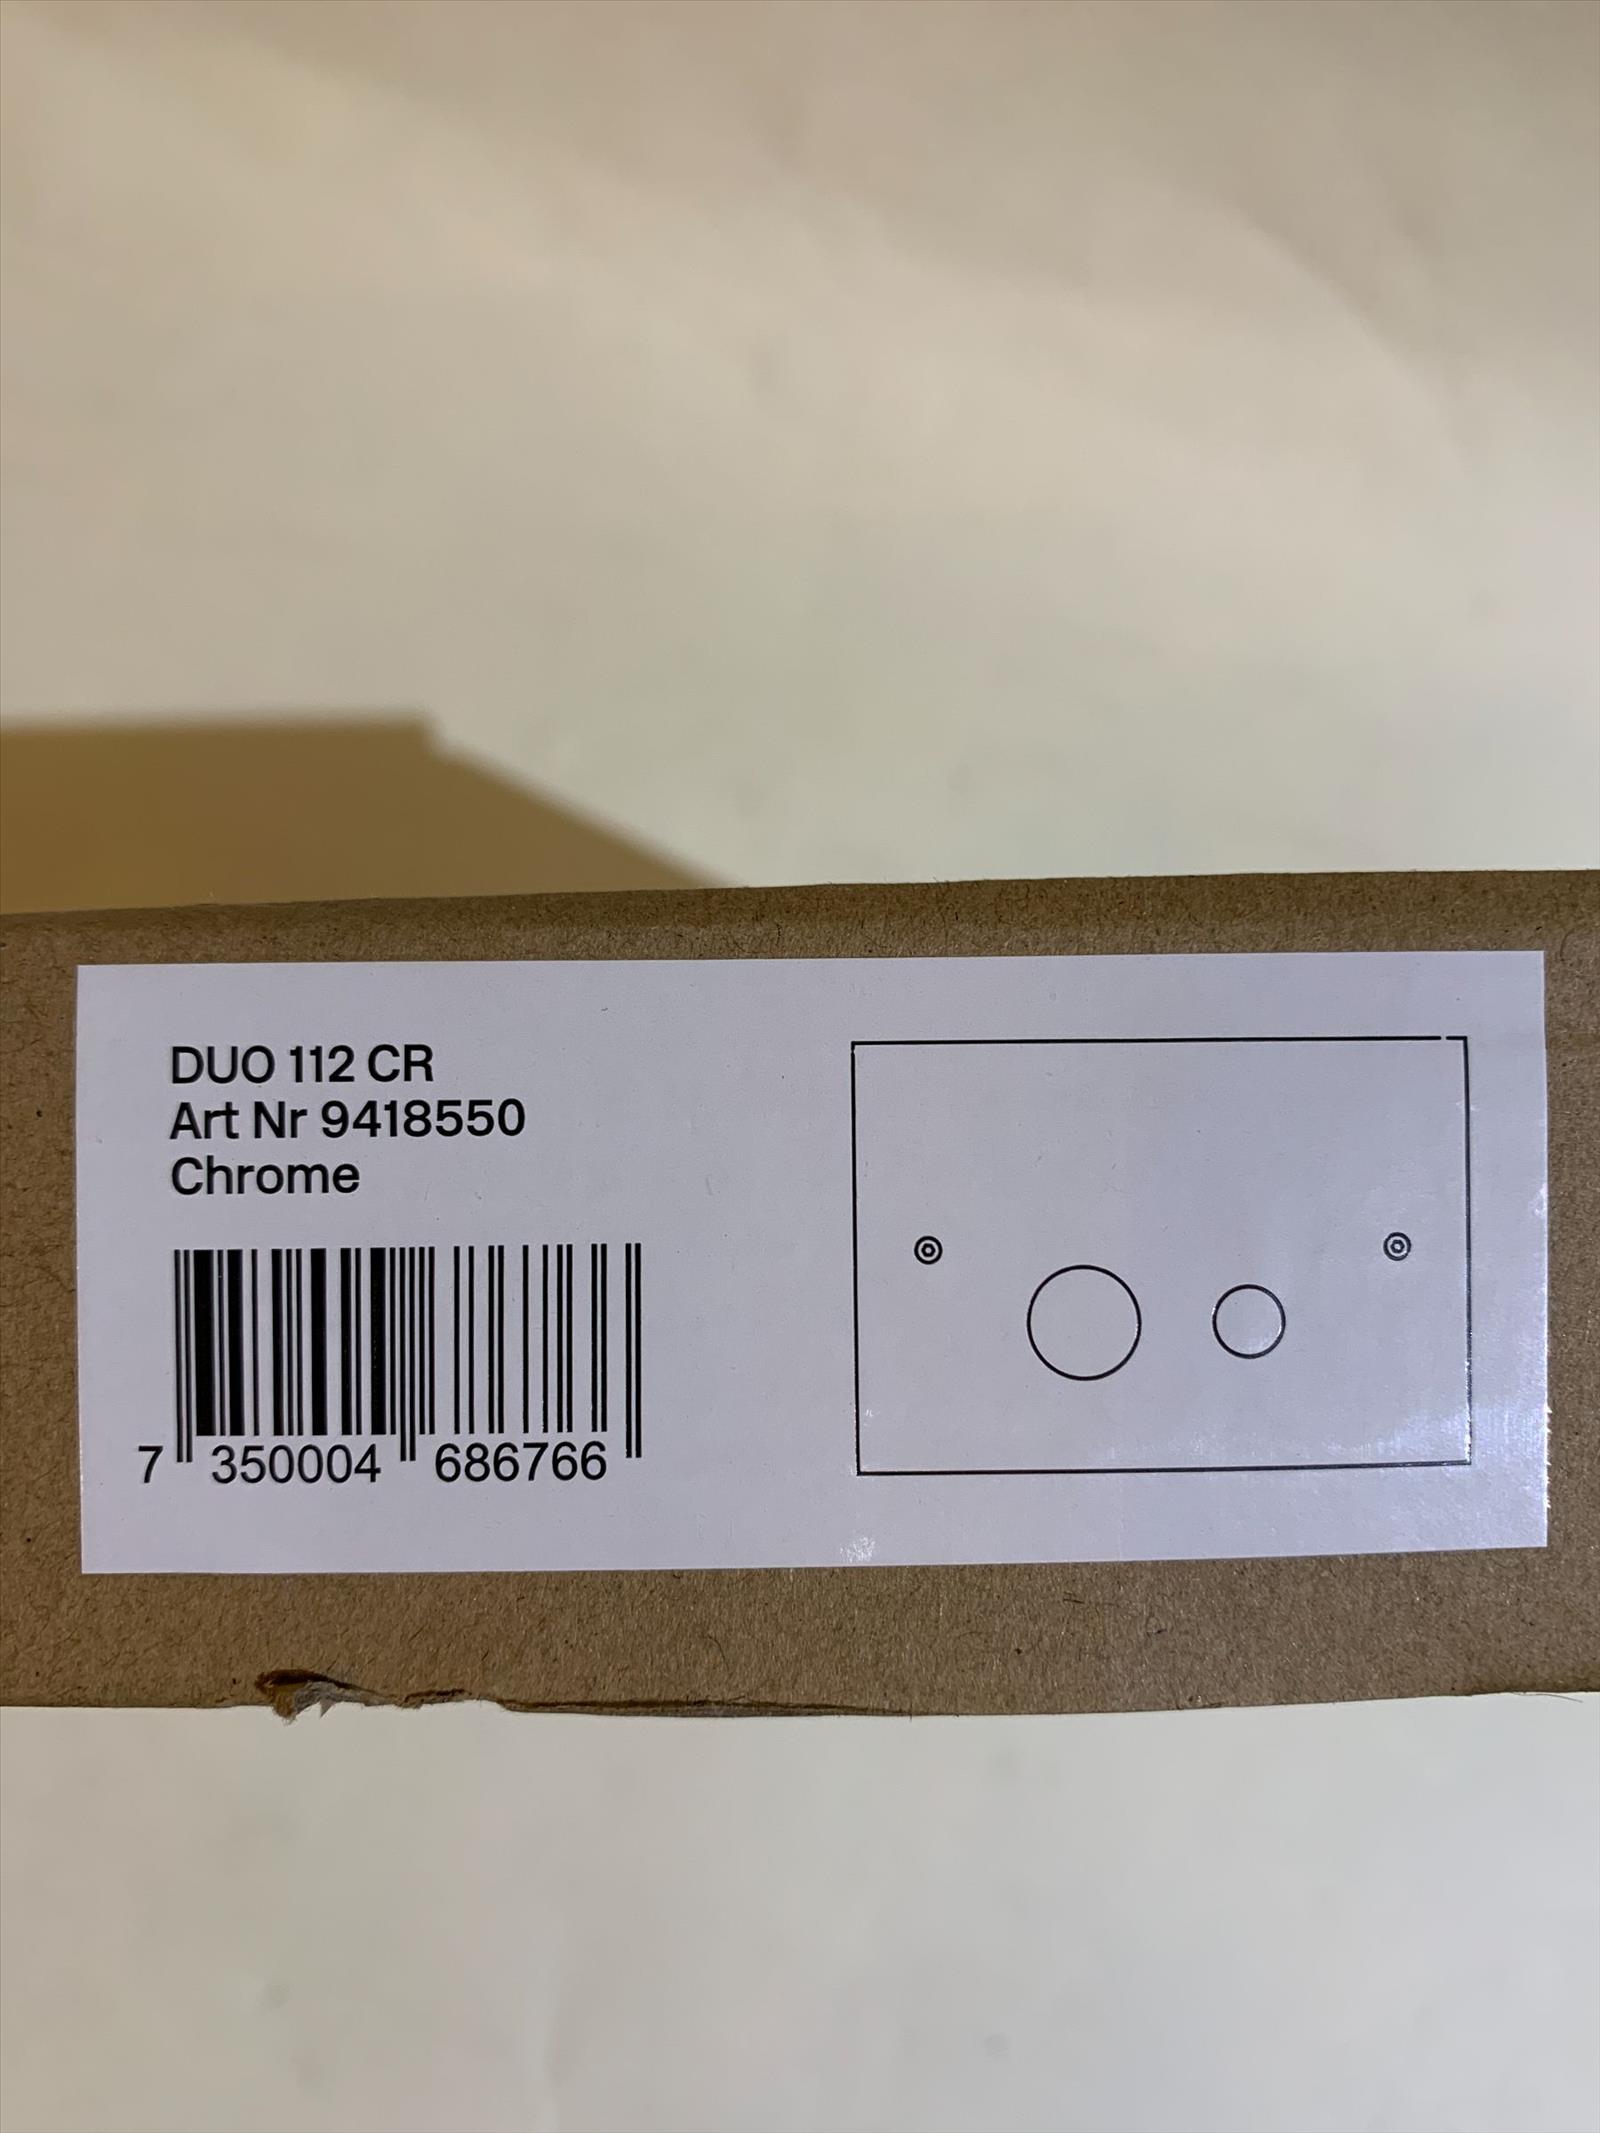 DUO 112 CR
Art Nr 9418550
Chrome
7 350004 686766